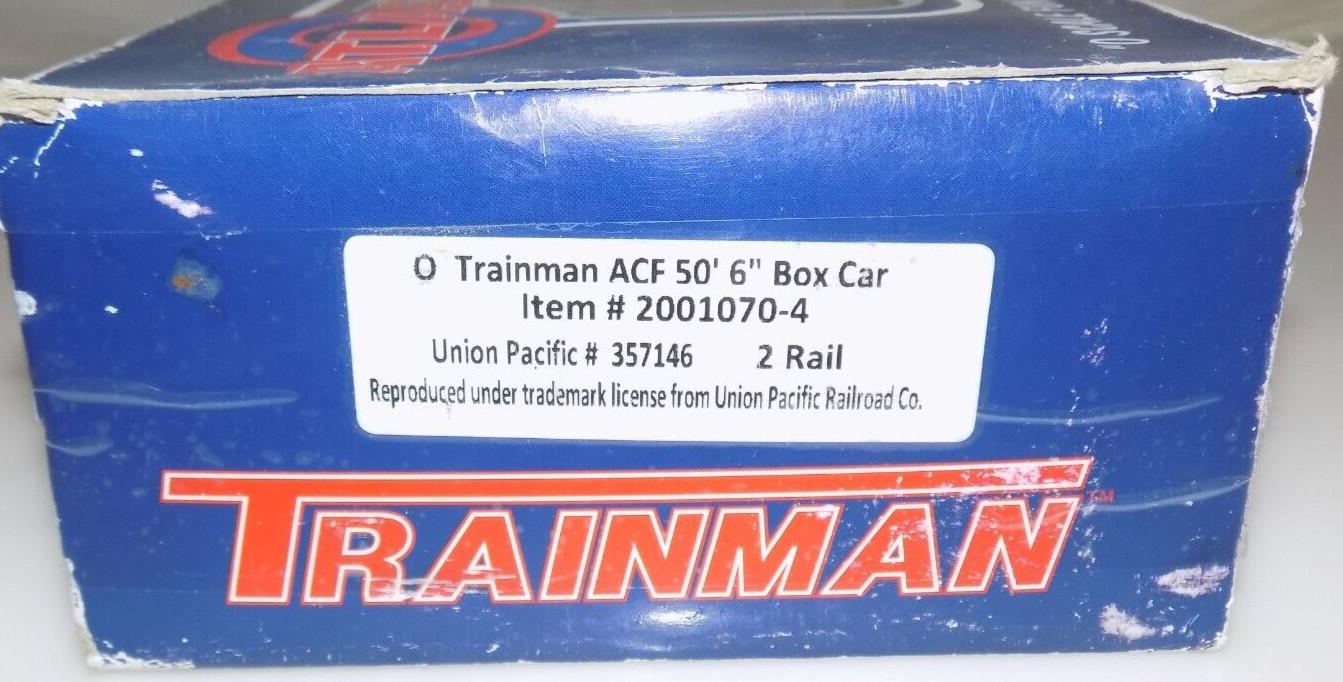 O Trainman ACF 50' 6" Box Car
Item # 2001070-4
Union Pacific # 357146 2 Rail
Reproduced under trademark license from Union Pacific Railroad Co.
TRAINMAN™